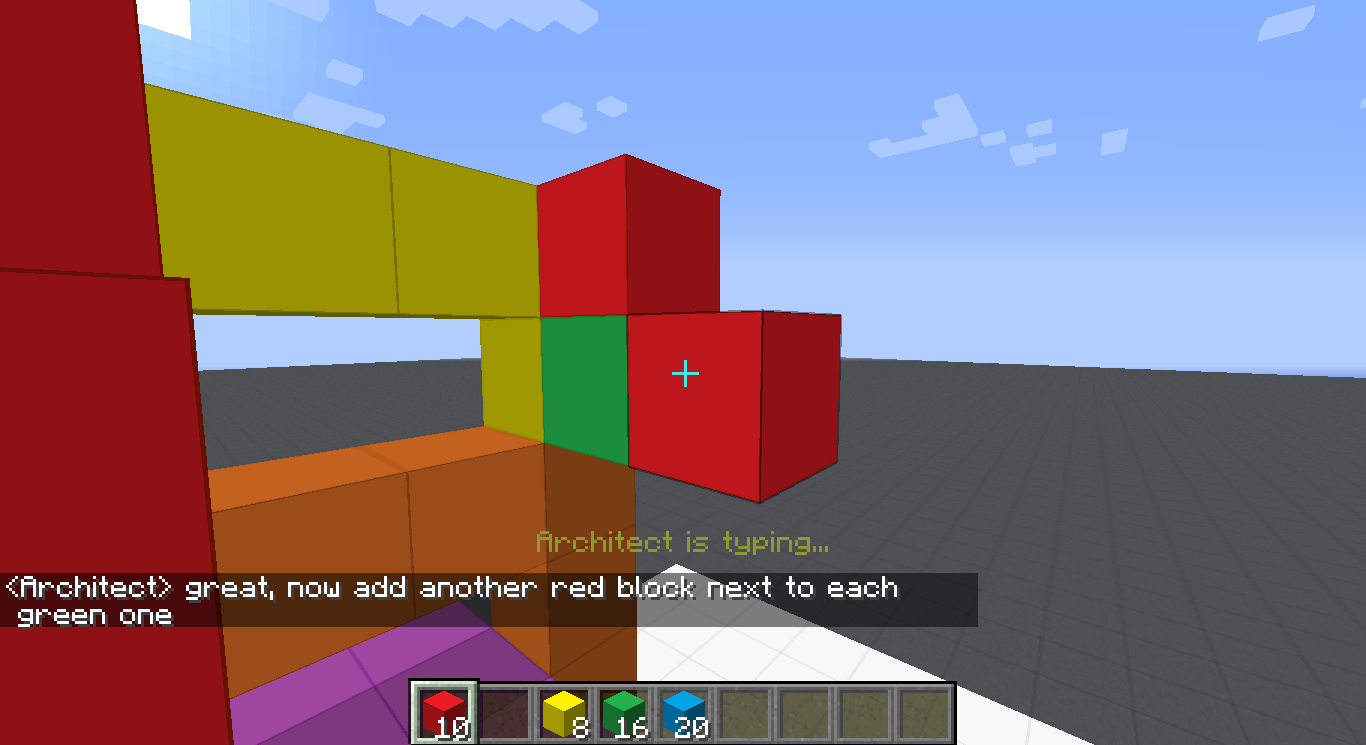 Architect is typing...
<Architect> great, now add another red block next to each
green one
10 8 16 20